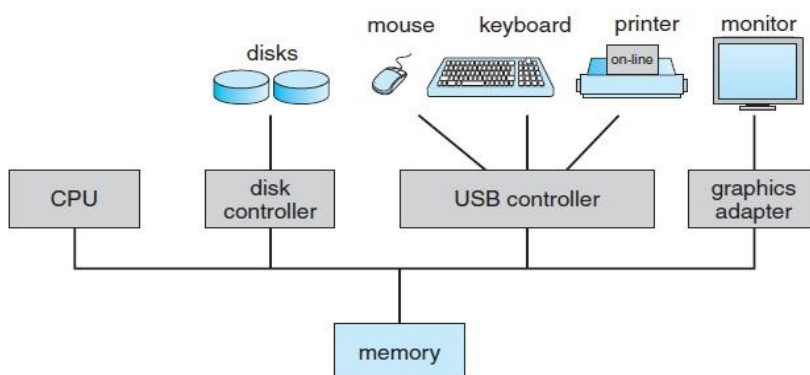 mouse keyboard printer monitor
disks
on-line
CPU
disk
controller
USB controller
graphics
adapter
memory